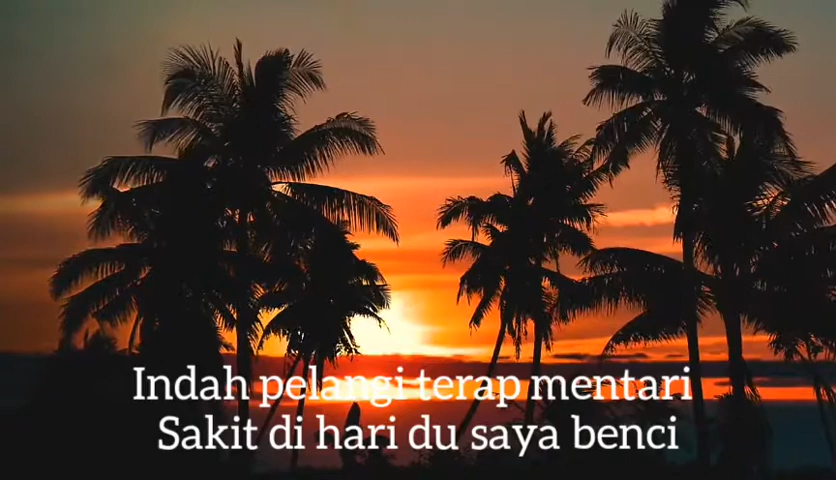 Indah pelangi terap mentari
Sakit di hari du saya benci